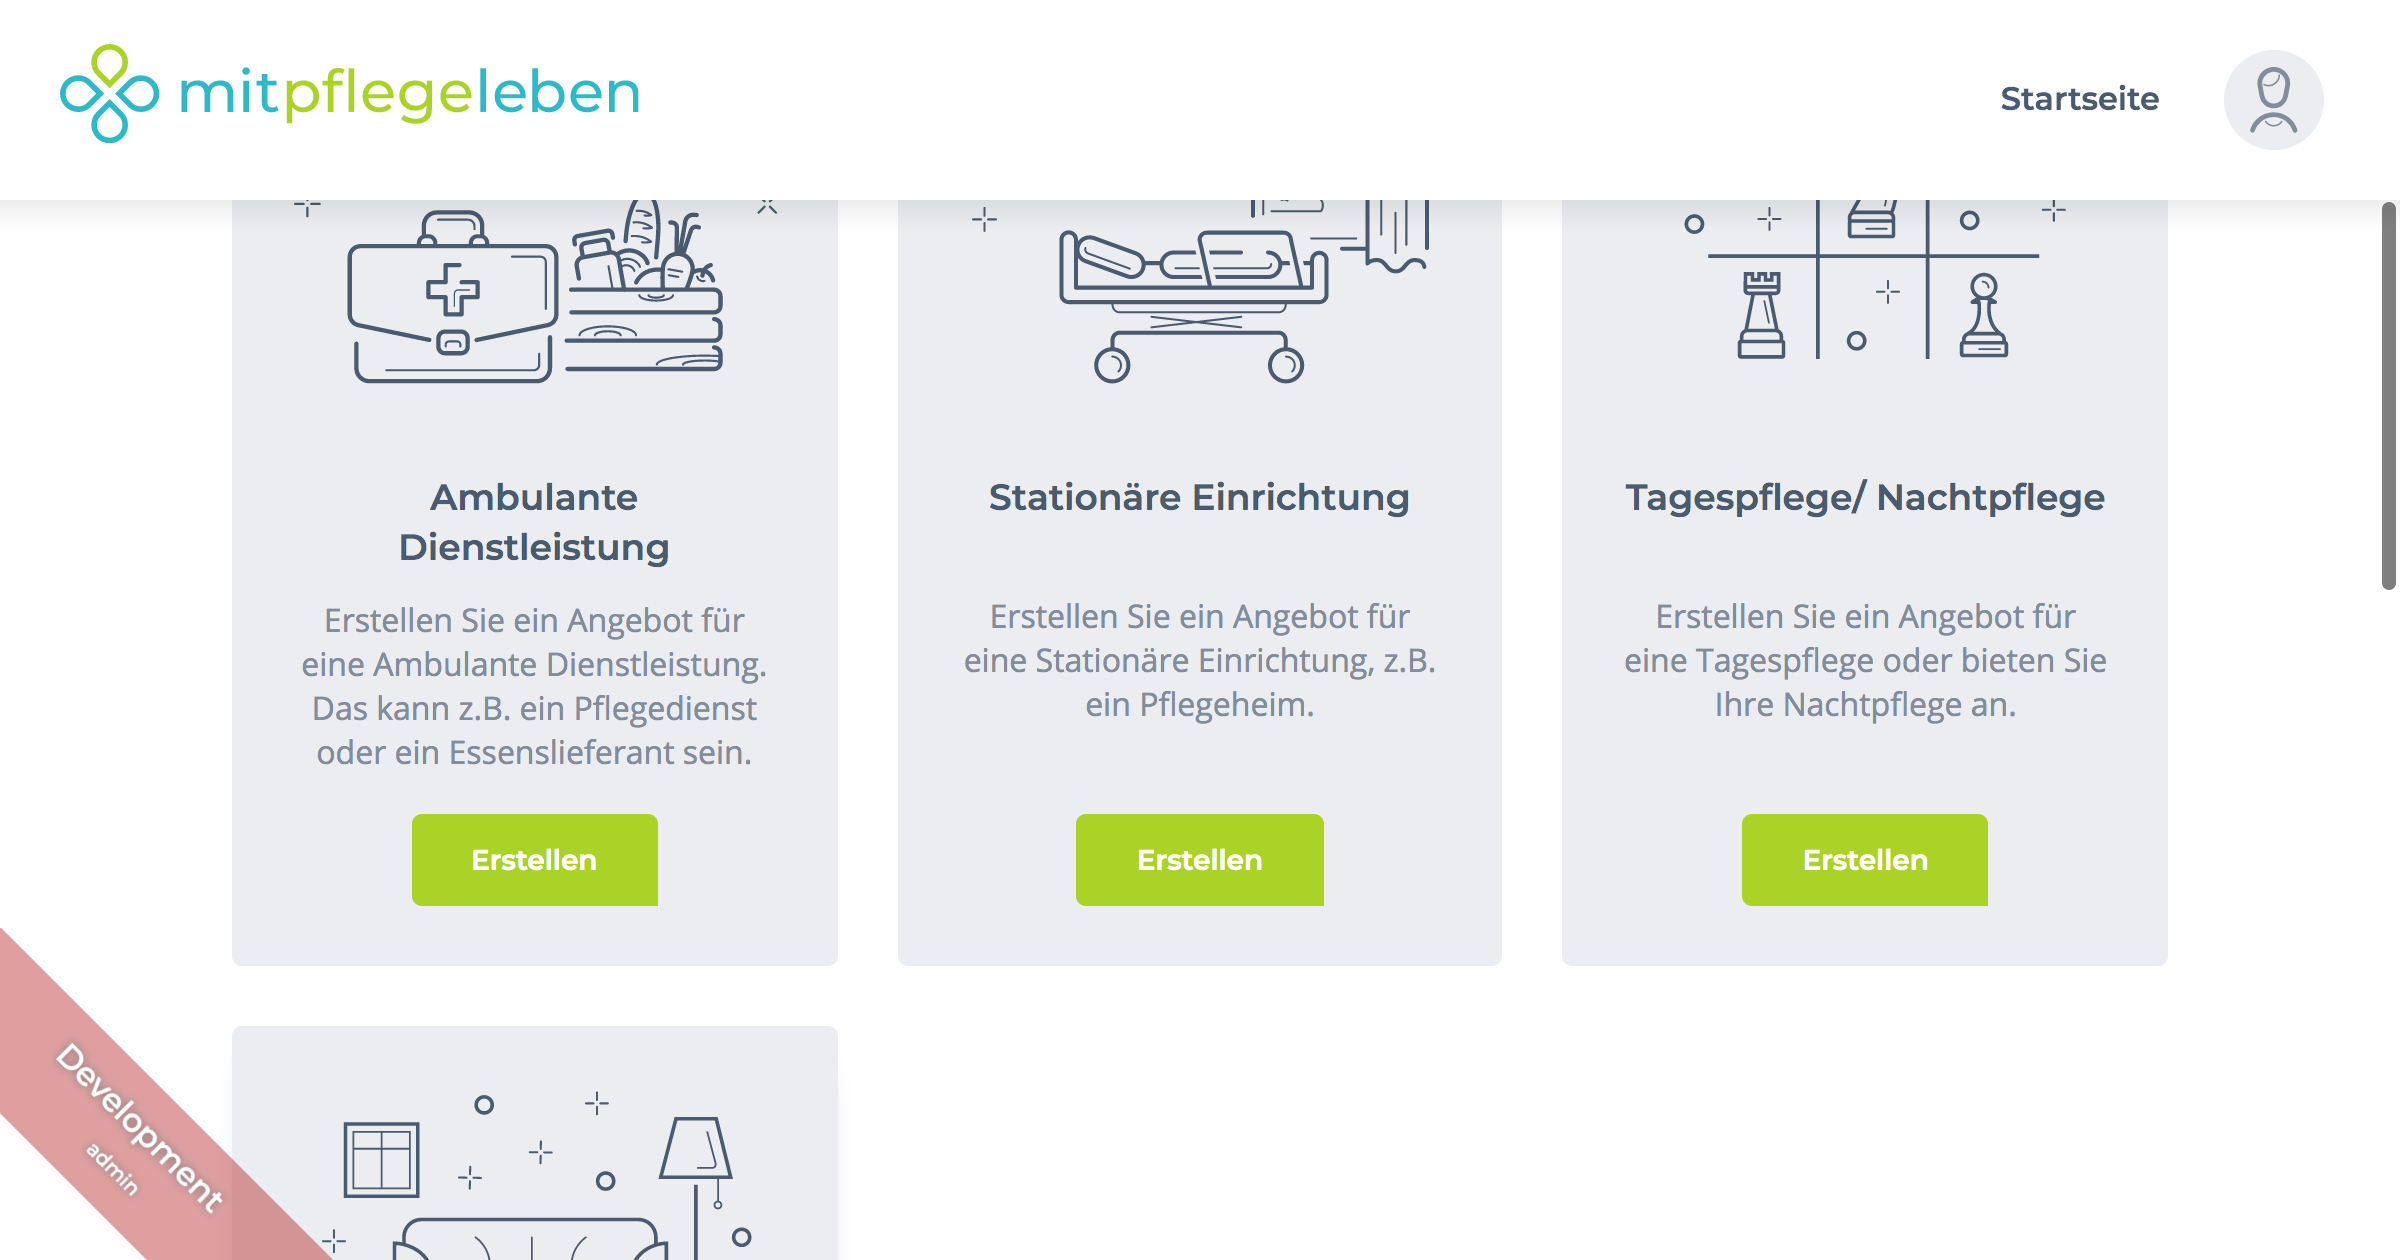 mitpflegeleben
Startseite
Ambulante
Dienstleistung
Erstellen Sie ein Angebot für
eine Ambulante Dienstleistung.
Das kann z.B. ein Pflegedienst
oder ein Essenslieferant sein.
Erstellen
Stationäre Einrichtung
Erstellen Sie ein Angebot für
eine Stationäre Einrichtung, z.B.
ein Pflegeheim.
Erstellen
Tagespflege/ Nachtpflege
Erstellen Sie ein Angebot für
eine Tagespflege oder bieten Sie
Ihre Nachtpflege an.
Erstellen
Development
admin